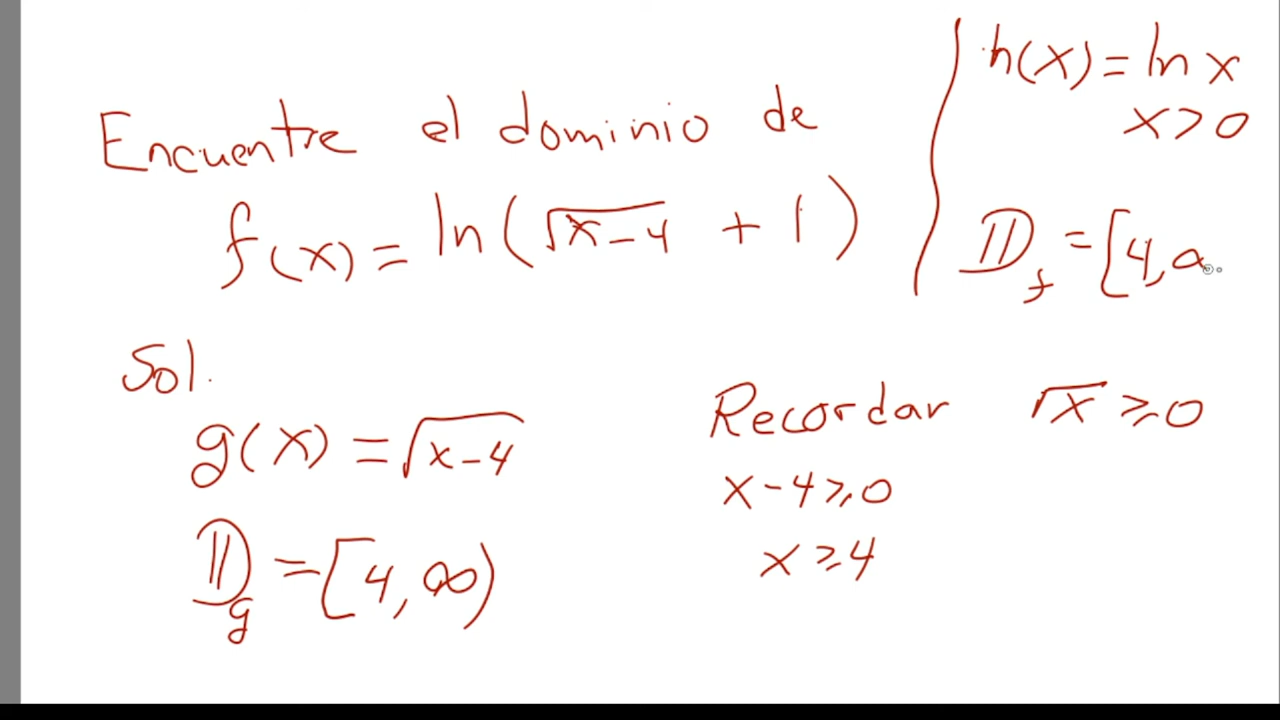 Encuentre el dominio de
f(x) = ln(√x-4 + 1)
h(x) = ln x
x > 0
D_f = [4,
Sol.
g(x) = √x-4
D_g = [4, ∞)
Recordar √x ≥ 0
x - 4 ≥ 0
x ≥ 4